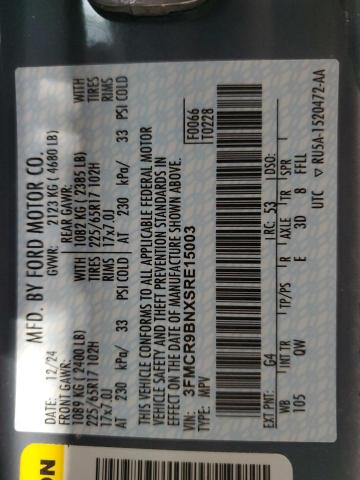 MFD. BY FORD MOTOR CO.
DATE: 12/24 GVWR: 2123 KG ( 4680 LB)
FRONT GAWR: REAR GAWR:
1089 KG ( 2400 LB) WITH 1082 KG ( 2385 LB) WITH
225/65R17 102H TIRES 225/65R17 102H TIRES
17x7.0J RIMS 17x7.0J RIMS
AT 230 kPa/ 33 PSI COLD AT 230 kPa/ 33 PSI COLD
THIS VEHICLE CONFORMS TO ALL APPLICABLE FEDERAL MOTOR
VEHICLE SAFETY AND THEFT PREVENTION STANDARDS IN
EFFECT ON THE DATE OF MANUFACTURE SHOWN ABOVE.
VIN: 3FMCR9BNXSRE15003
TYPE: MPV
F0066
T0228
EXT PNT: G4 RC: 53 DSO:
WB INT TR TP/PS R AXLE TR SPR
105 QW E 3D 8 FELL
UTC ▽ RU5A-1520472-AA
ON